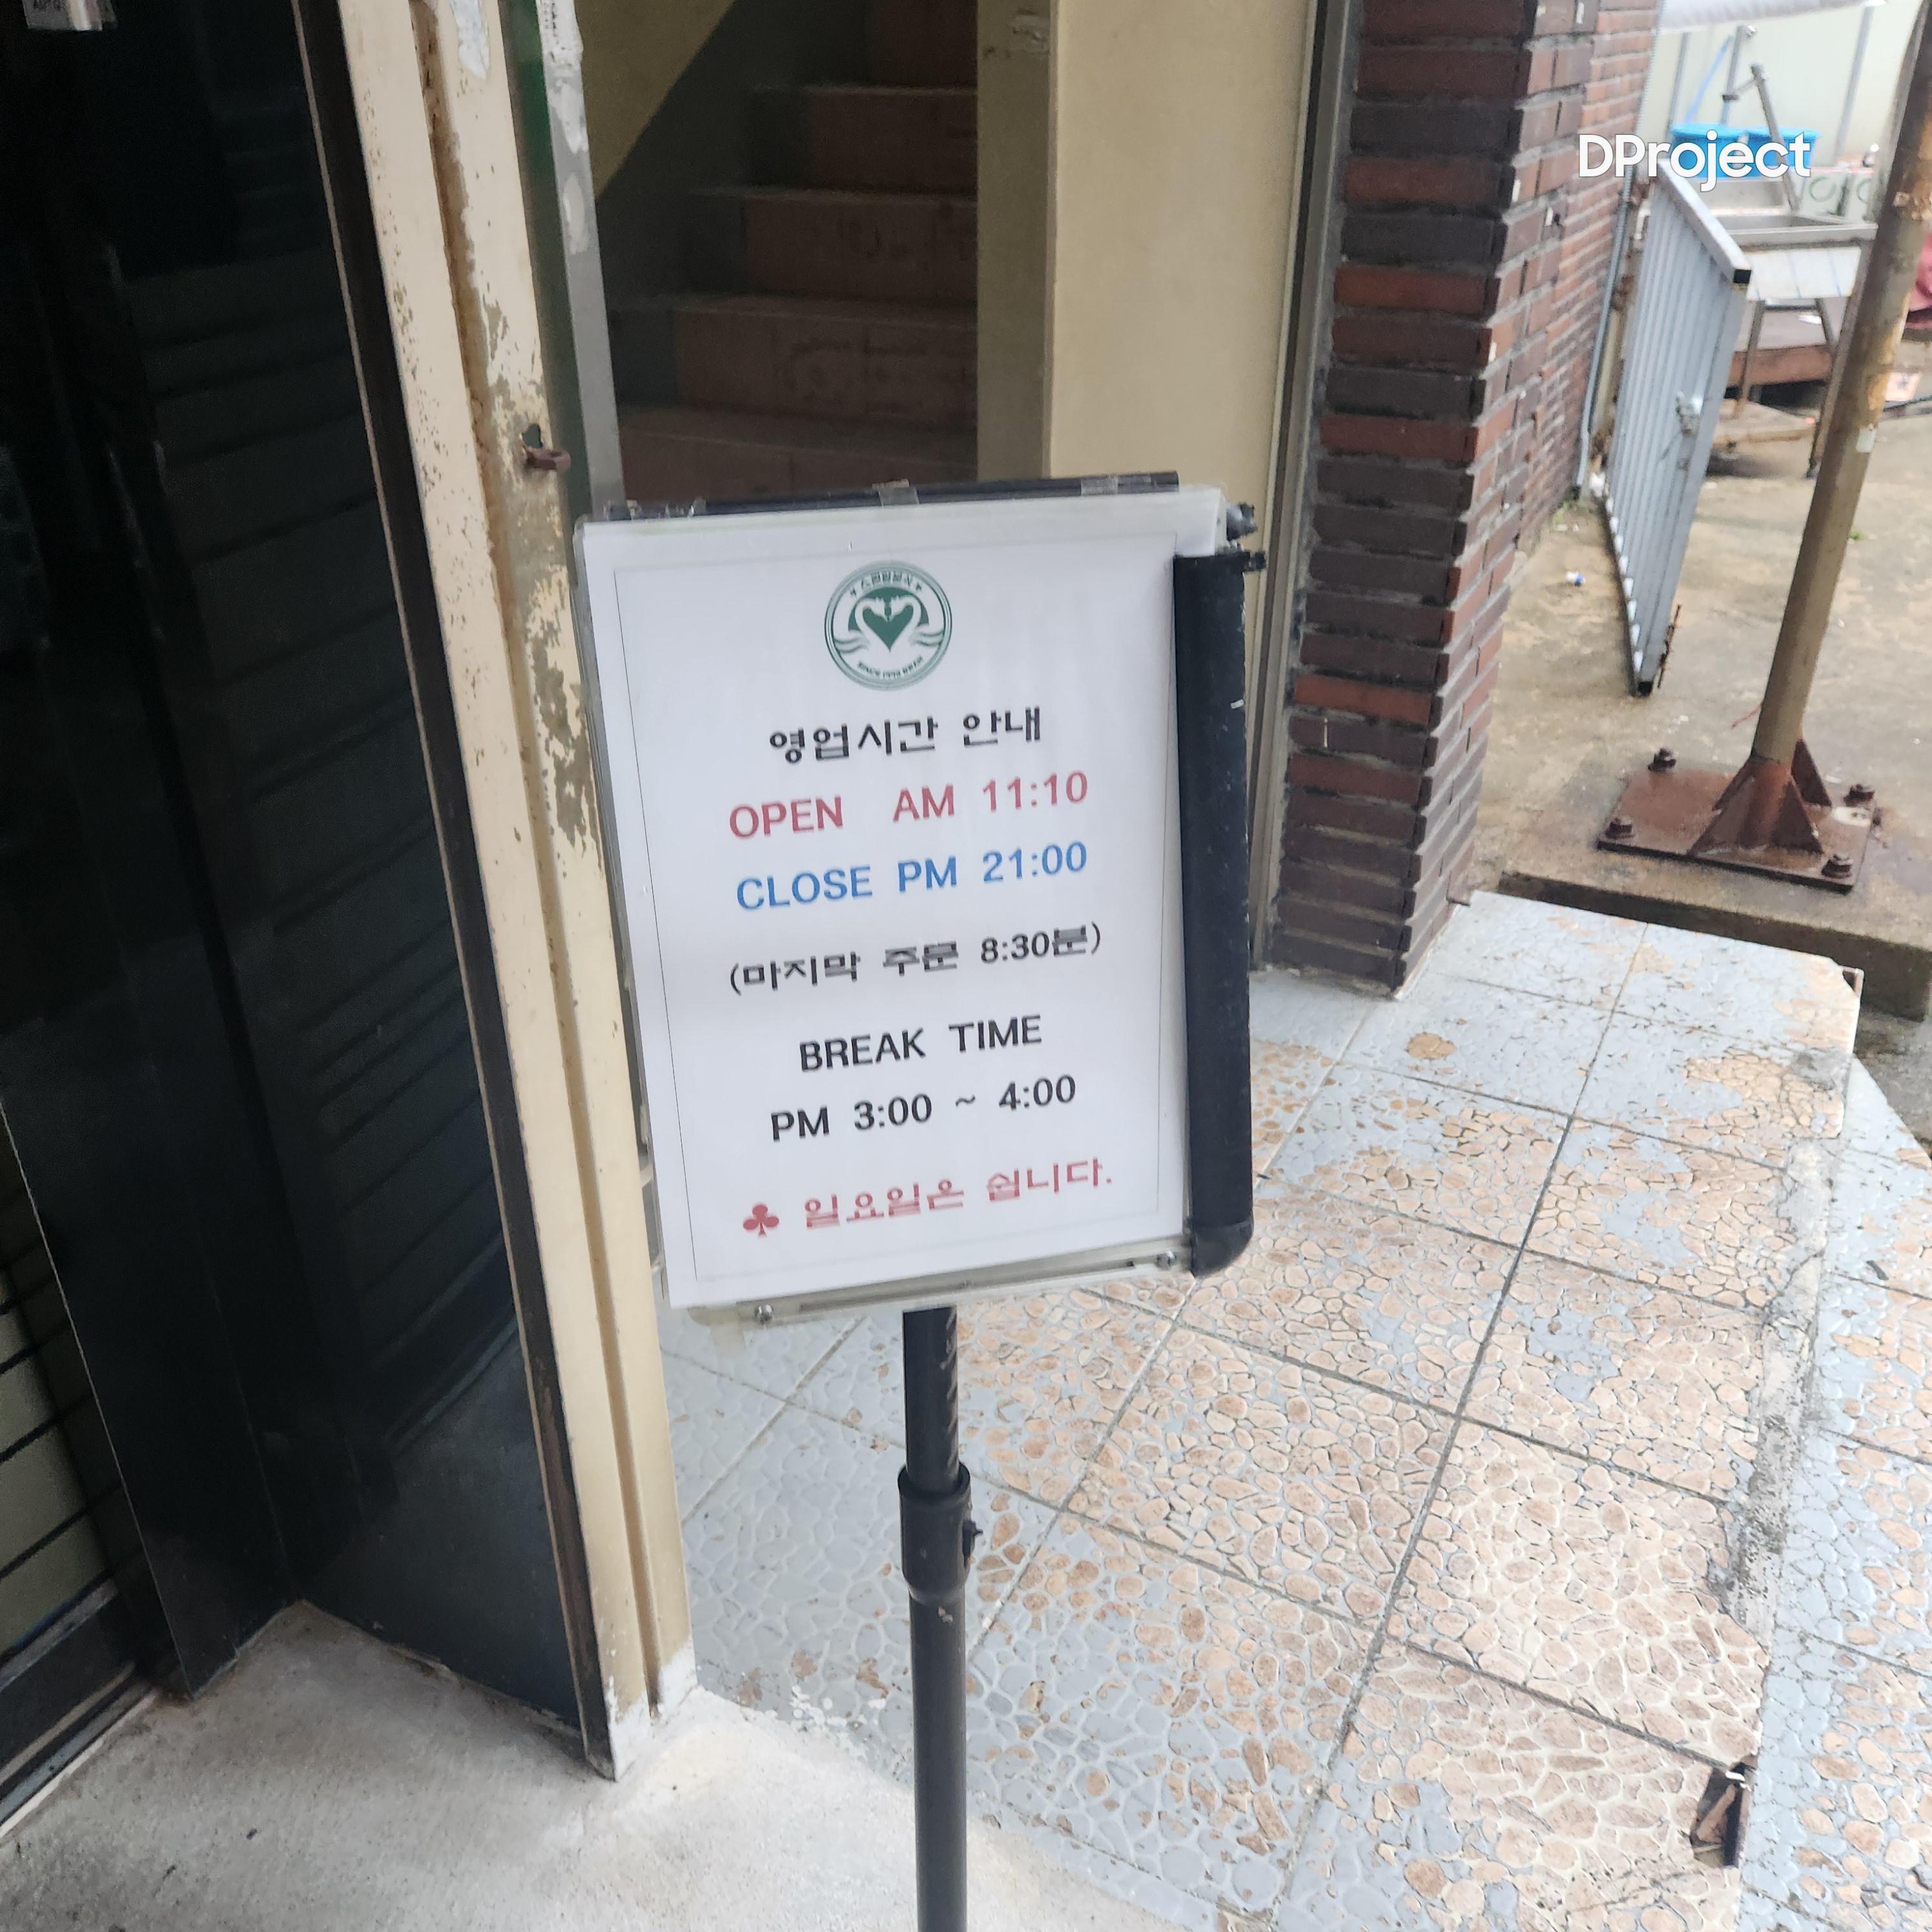 DProject
영업시간 안내
OPEN AM 11:10
CLOSE PM 21:00
(마지막 주문 8:30분)
BREAK TIME
PM 3:00 ~ 4:00
♣ 일요일은 쉽니다.